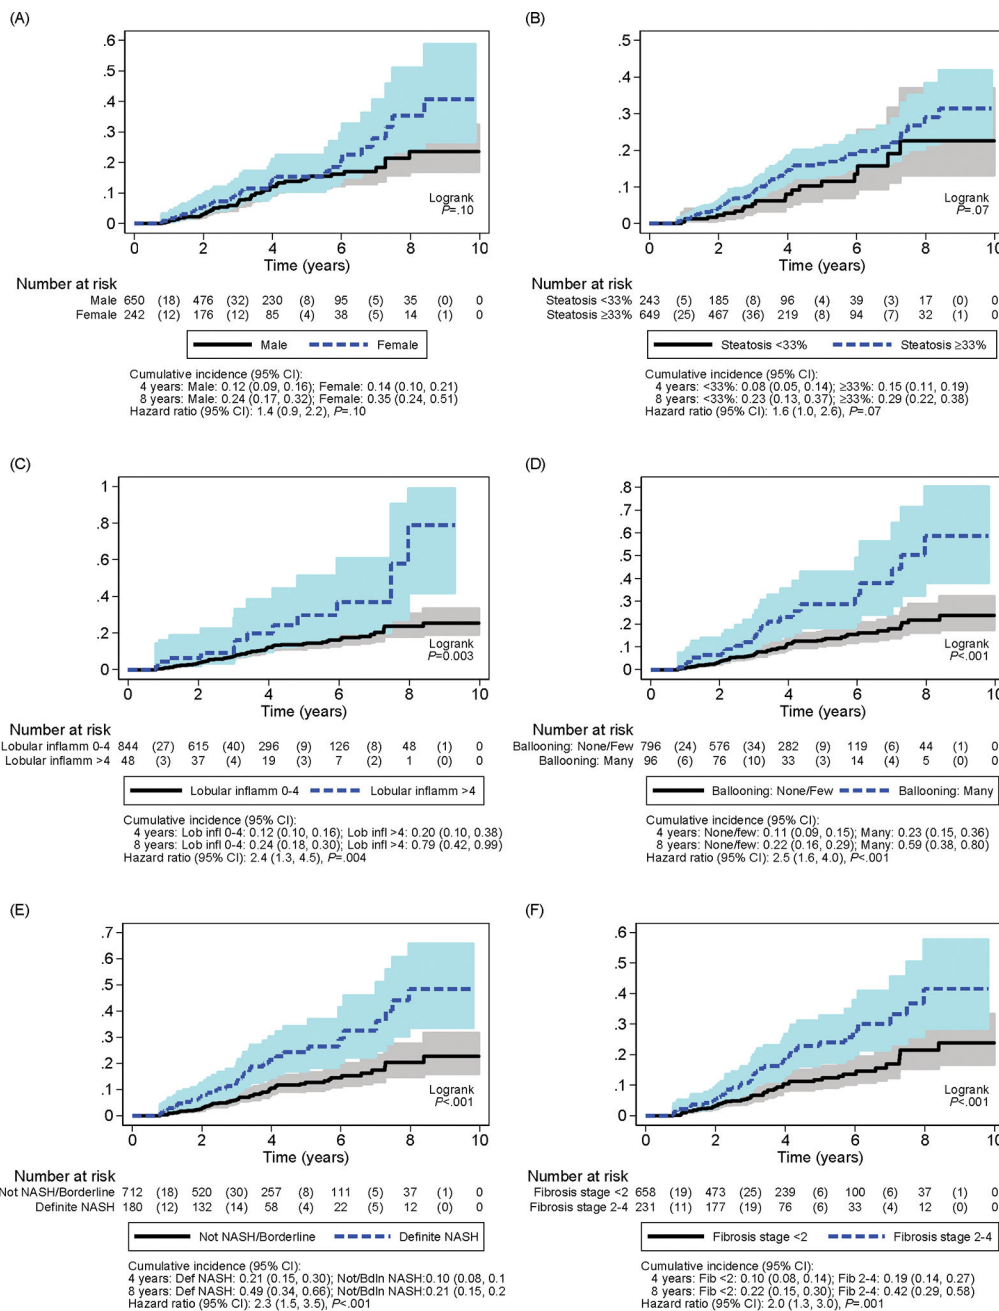 (A)
.6
.5
.4
.3
.2
.1
0
Logrank
P=.10
0 2 4 6 8 10
Time (years)
Number at risk
Male 650 (18) 476 (32) 230 (8) 95 (5) 35 (0) 0
Female 242 (12) 176 (12) 85 (4) 38 (5) 14 (1) 0
Male Female
Cumulative incidence (95% CI):
4 years: Male: 0.12 (0.09, 0.16); Female: 0.14 (0.10, 0.21)
8 years: Male: 0.24 (0.17, 0.32); Female: 0.35 (0.24, 0.51)
Hazard ratio (95% CI): 1.4 (0.9, 2.2), P=.10
(B)
.5
.4
.3
.2
.1
0
Logrank
P=.07
0 2 4 6 8 10
Time (years)
Number at risk
Steatosis <33% 243 (5) 185 (8) 96 (4) 39 (3) 17 (0) 0
Steatosis ≥33% 649 (25) 467 (36) 219 (8) 94 (7) 32 (1) 0
Steatosis <33% Steatosis ≥33%
Cumulative incidence (95% CI):
4 years: <33%: 0.08 (0.05, 0.14); ≥33%: 0.15 (0.11, 0.19)
8 years: <33%: 0.23 (0.13, 0.37); ≥33%: 0.29 (0.22, 0.38)
Hazard ratio (95% CI): 1.6 (1.0, 2.6), P=.07
(C)
1
.8
.6
.4
.2
0
Logrank
P=0.003
0 2 4 6 8 10
Time (years)
Number at risk
Lobular inflamm 0-4 844 (27) 615 (40) 296 (9) 126 (8) 48 (1) 0
Lobular inflamm >4 48 (3) 37 (4) 19 (3) 7 (2) 1 (0) 0
Lobular inflamm 0-4 Lobular inflamm >4
Cumulative incidence (95% CI):
4 years: Lob infl 0-4: 0.12 (0.10, 0.16); Lob infl >4: 0.20 (0.10, 0.38)
8 years: Lob infl 0-4: 0.24 (0.18, 0.30); Lob infl >4: 0.79 (0.42, 0.99)
Hazard ratio (95% CI): 2.4 (1.3, 4.5), P=.004
(D)
.8
.7
.6
.5
.4
.3
.2
.1
0
Logrank
P<.001
0 2 4 6 8 10
Time (years)
Number at risk
Ballooning: None/Few 796 (24) 576 (34) 282 (9) 119 (6) 44 (1) 0
Ballooning: Many 96 (6) 76 (10) 33 (3) 14 (4) 5 (0) 0
Ballooning: None/Few Ballooning: Many
Cumulative incidence (95% CI):
4 years: None/few: 0.11 (0.09, 0.15); Many: 0.23 (0.15, 0.36)
8 years: None/few: 0.22 (0.16, 0.29); Many: 0.59 (0.38, 0.80)
Hazard ratio (95% CI): 2.5 (1.6, 4.0), P<.001
(E)
.7
.6
.5
.4
.3
.2
.1
0
Logrank
P<.001
0 2 4 6 8 10
Time (years)
Number at risk
Not NASH/Borderline 712 (18) 520 (30) 257 (8) 111 (5) 37 (1) 0
Definite NASH 180 (12) 132 (14) 58 (4) 22 (5) 12 (0) 0
Not NASH/Borderline Definite NASH
Cumulative incidence (95% CI):
4 years: Def NASH: 0.21 (0.15, 0.30); Not/Bdln NASH:0.10 (0.08, 0.1
8 years: Def NASH: 0.49 (0.34, 0.66); Not/Bdln NASH:0.21 (0.15, 0.2
Hazard ratio (95% CI): 2.3 (1.5, 3.5), P<.001
(F)
.6
.5
.4
.3
.2
.1
0
Logrank
P<.001
0 2 4 6 8 10
Time (years)
Number at risk
Fibrosis stage <2 658 (19) 473 (25) 239 (6) 100 (6) 37 (1) 0
Fibrosis stage 2-4 231 (11) 177 (19) 76 (6) 33 (4) 12 (0) 0
Fibrosis stage <2 Fibrosis stage 2-4
Cumulative incidence (95% CI):
4 years: Fib <2: 0.10 (0.08, 0.14); Fib 2-4: 0.19 (0.14, 0.27)
8 years: Fib <2: 0.22 (0.15, 0.30); Fib 2-4: 0.42 (0.29, 0.58)
Hazard ratio (95% CI): 2.0 (1.3, 3.0), P=.001